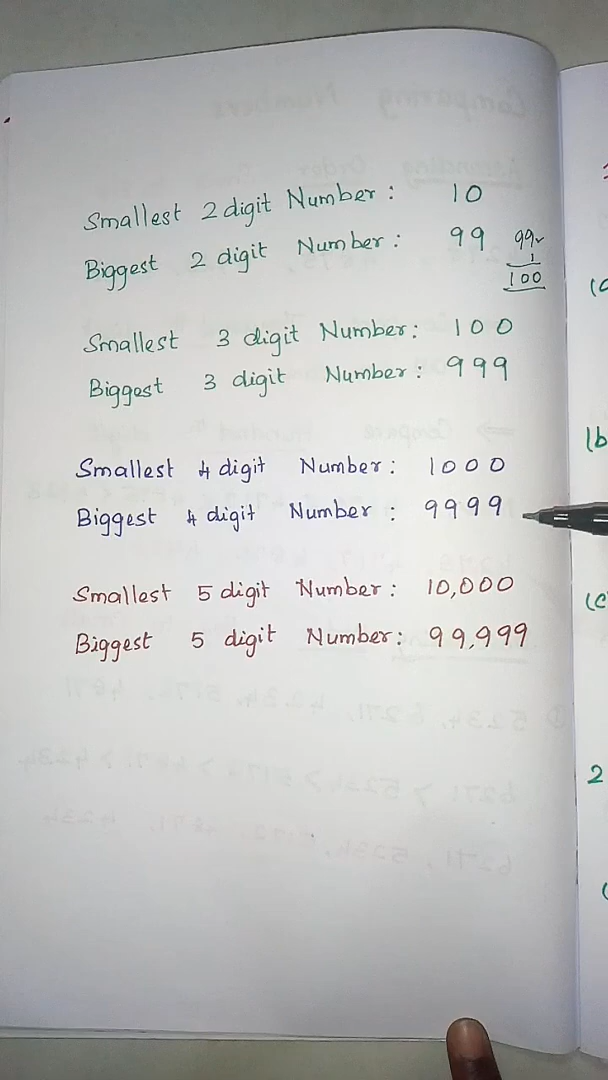 Smallest 2 digit Number : 10
Biggest 2 digit Number : 99
99
1
100
Smallest 3 digit Number : 100
Biggest 3 digit Number : 999
Smallest 4 digit Number : 1000
Biggest 4 digit Number : 9999
Smallest 5 digit Number : 10,000
Biggest 5 digit Number : 99,999
(b
(c
2